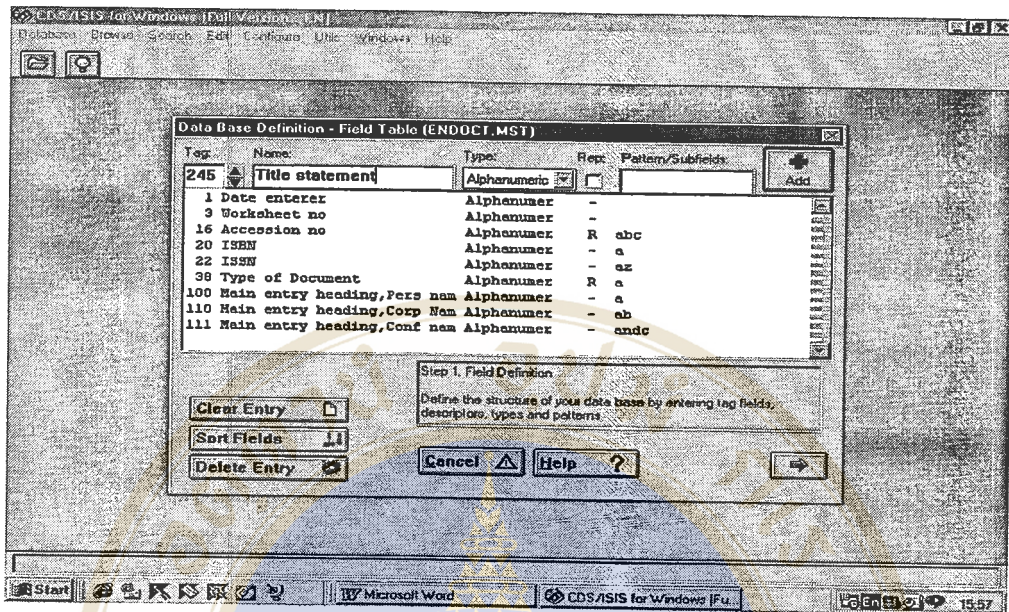 CDS/ISIS for Windows [Full Version - EN]
Database Browse Search Edit Configure Utils Windows Help
Data Base Definition - Field Table (ENDOCT.MST)
Tag: Name: Type: Rep: Pattern/Subfields:
245 Title statement Alphanumeric Add
1 Date enterer Alphanumer -
3 Worksheet no Alphanumer -
16 Accession no Alphanumer R abc
20 ISBN Alphanumer - a
22 ISSN Alphanumer - az
38 Type of Document Alphanumer R a
100 Main entry heading,Pers nam Alphanumer - a
110 Main entry heading,Corp Nam Alphanumer - ab
111 Main entry heading,Conf nam Alphanumer - andc
Step 1. Field Definition
Define the structure of your data base by entering tag fields,
descriptors, types and patterns
Clear Entry
Sort Fields
Delete Entry
Cancel Help ?
Start Microsoft Word CDS/ISIS for Windows [Fu... En 15:57